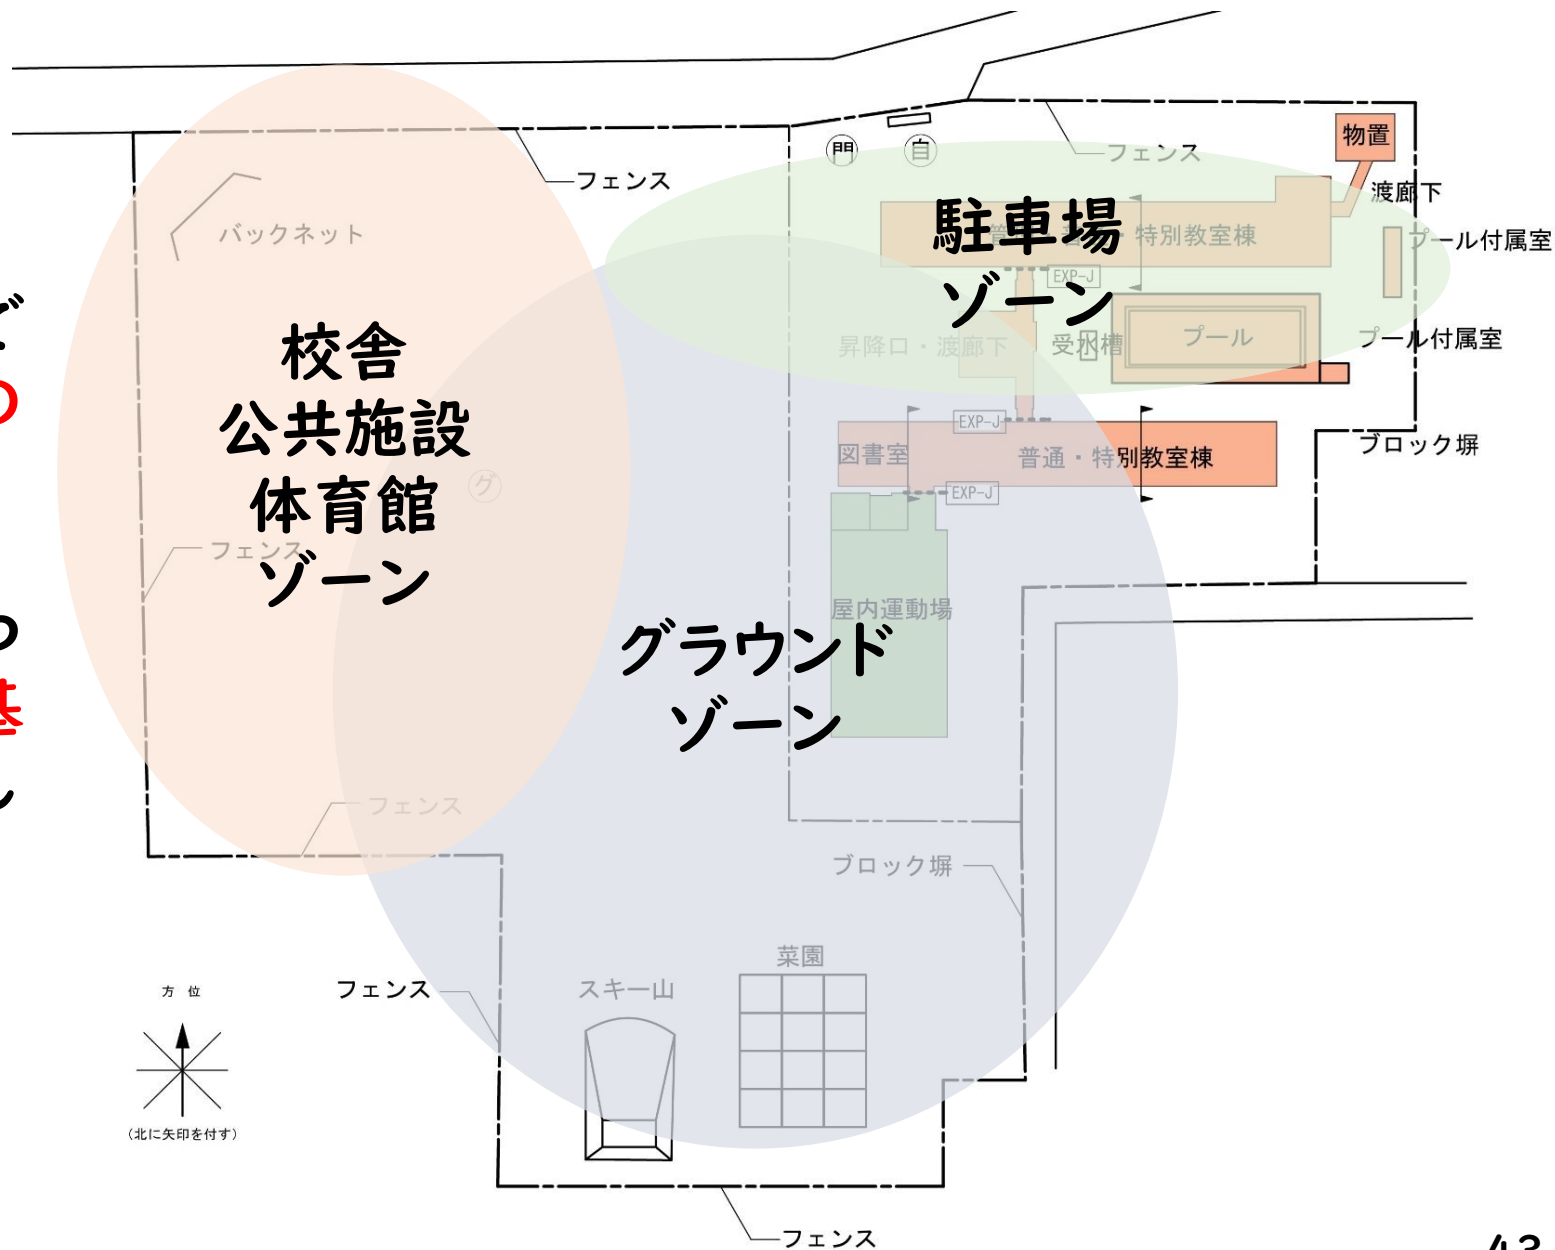 フェンス
門
自
フェンス
物置
渡廊下
バックネット
駐車場
ゾーン
特別教室棟
プール付属室
EXP-J
昇降口・渡廊下
受水槽
プール
プール付属室
校舎
公共施設
体育館
ゾーン
の
グ
EXP-J
図書室
普通・特別教室棟
ブロック塀
EXP-J
フェンス
屋内運動場
グラウンド
ゾーン
基
フェンス
ブロック塀
菜園
スキー山
フェンス
方 位
(北に矢印を付す)
フェンス
43